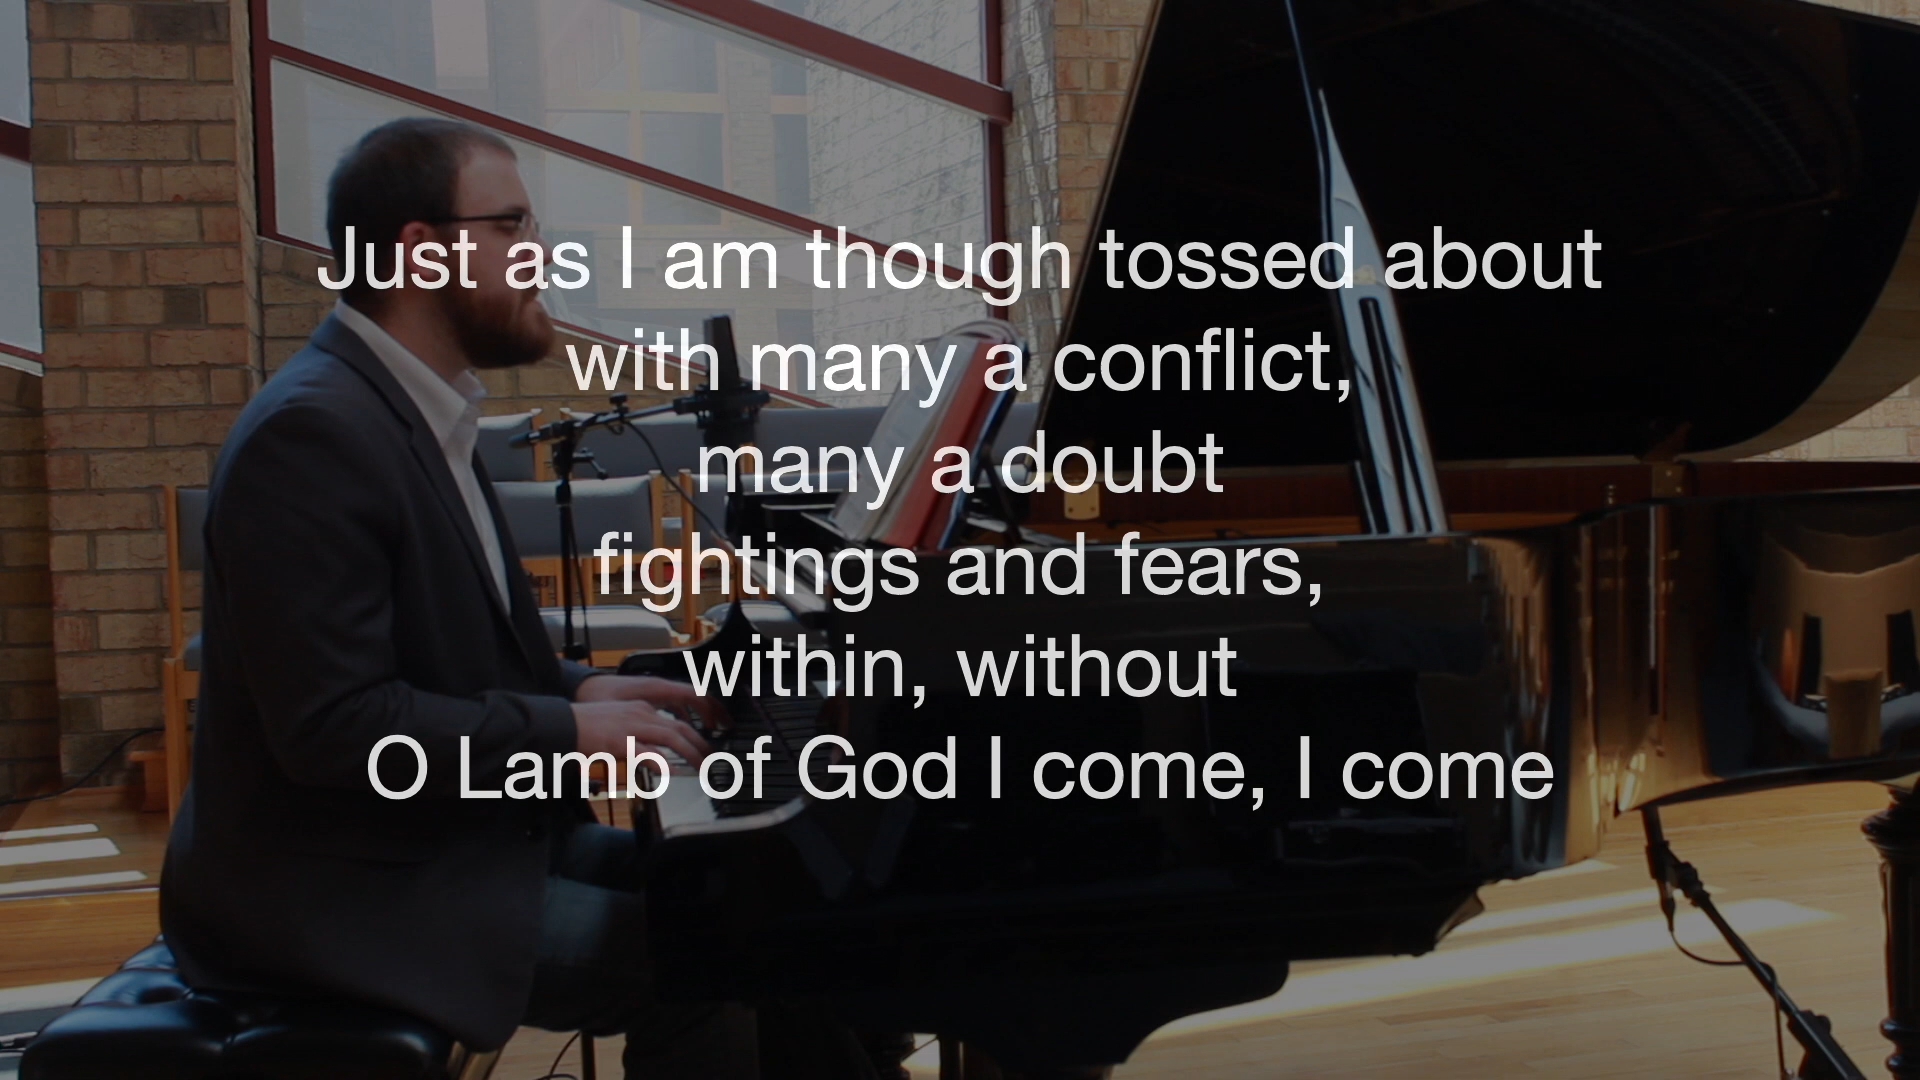 Just as I am though tossed about
with many a conflict,
many a doubt
fightings and fears,
within, without
O Lamb of God I come, I come